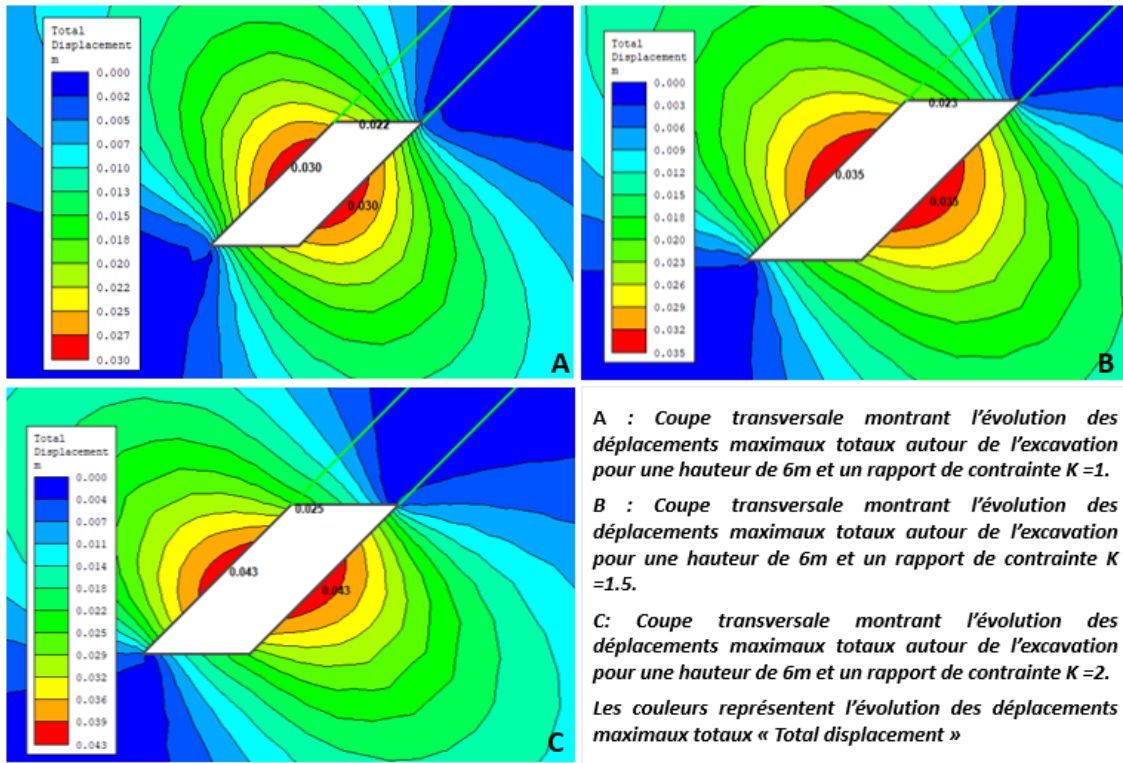 Total
Displacement
m
0.000
0.002
0.005
0.007
0.010
0.013
0.015
0.018
0.020
0.022
0.025
0.027
0.030
0.022
0.030
0.030
A
Total
Displacement
m
0.000
0.003
0.006
0.009
0.012
0.015
0.018
0.020
0.023
0.026
0.029
0.032
0.035
0.023
0.035
0.035
B
Total
Displacement
m
0.000
0.004
0.007
0.011
0.014
0.018
0.022
0.025
0.029
0.032
0.036
0.039
0.043
0.025
0.043
0.043
C
A : Coupe transversale montrant l’évolution des
déplacements maximaux totaux autour de l’excavation
pour une hauteur de 6m et un rapport de contrainte K =1.
B : Coupe transversale montrant l’évolution des
déplacements maximaux totaux autour de l’excavation
pour une hauteur de 6m et un rapport de contrainte K
=1.5.
C: Coupe transversale montrant l’évolution des
déplacements maximaux totaux autour de l’excavation
pour une hauteur de 6m et un rapport de contrainte K =2.
Les couleurs représentent l’évolution des déplacements
maximaux totaux « Total displacement »